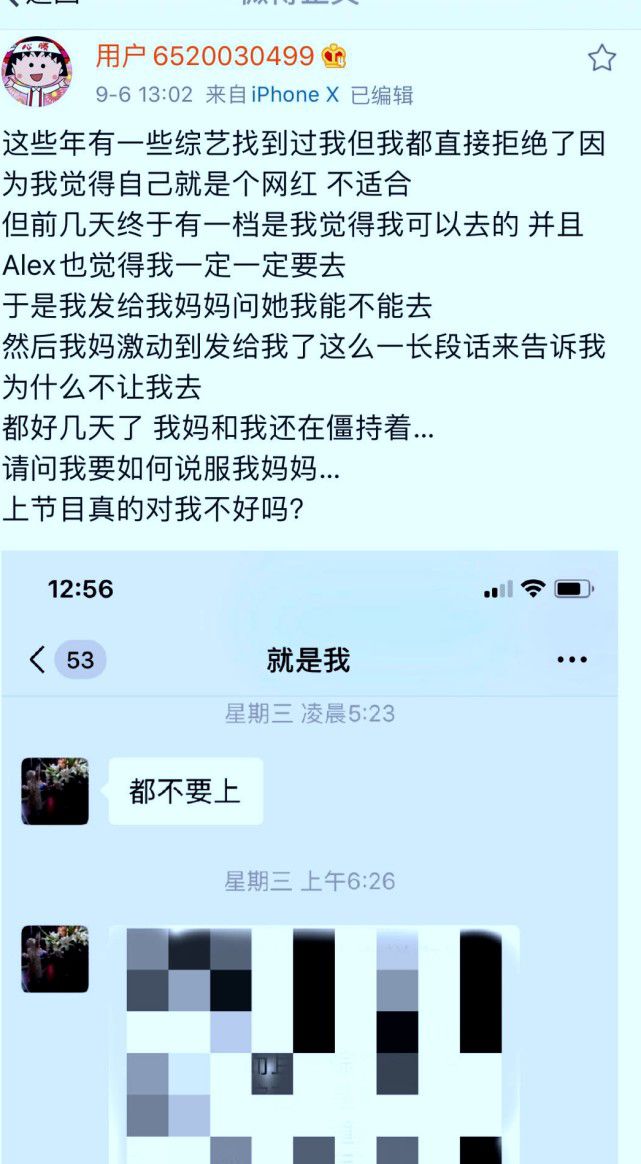 用户6520030499
9-6 13:02 来自iPhone X 已编辑
这些年有一些综艺找到过我但我都直接拒绝了因
为我觉得自己就是个网红 不适合
但前几天终于有一档是我觉得我可以去的 并且
Alex也觉得我一定一定要去
于是我发给我妈妈问她我能不能去
然后我妈激动到发给我了这么一长段话来告诉我
为什么不让我去
都好几天了 我妈和我还在僵持着...
请问我要如何说服我妈妈...
上节目真的对我不好吗?
12:56
53
就是我
星期三 凌晨5:23
都不要上
星期三 上午6:26